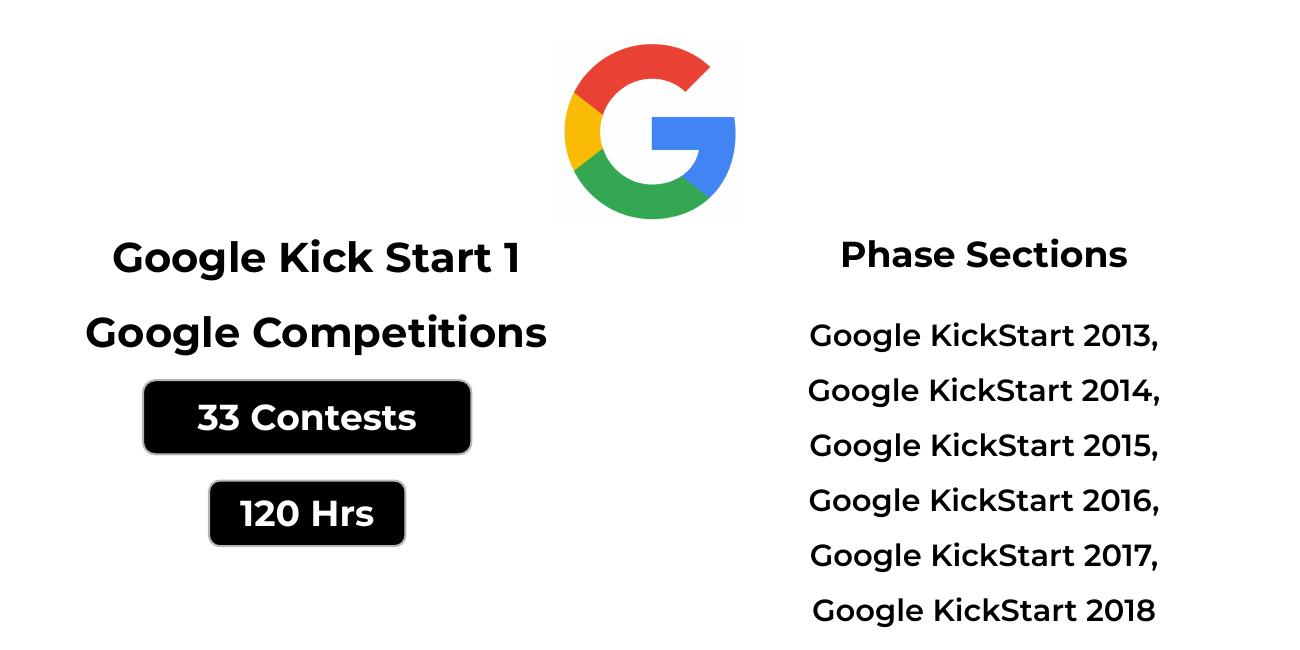 Google Kick Start 1
Google Competitions
33 Contests
120 Hrs
Phase Sections
Google KickStart 2013,
Google KickStart 2014,
Google KickStart 2015,
Google KickStart 2016,
Google KickStart 2017,
Google KickStart 2018